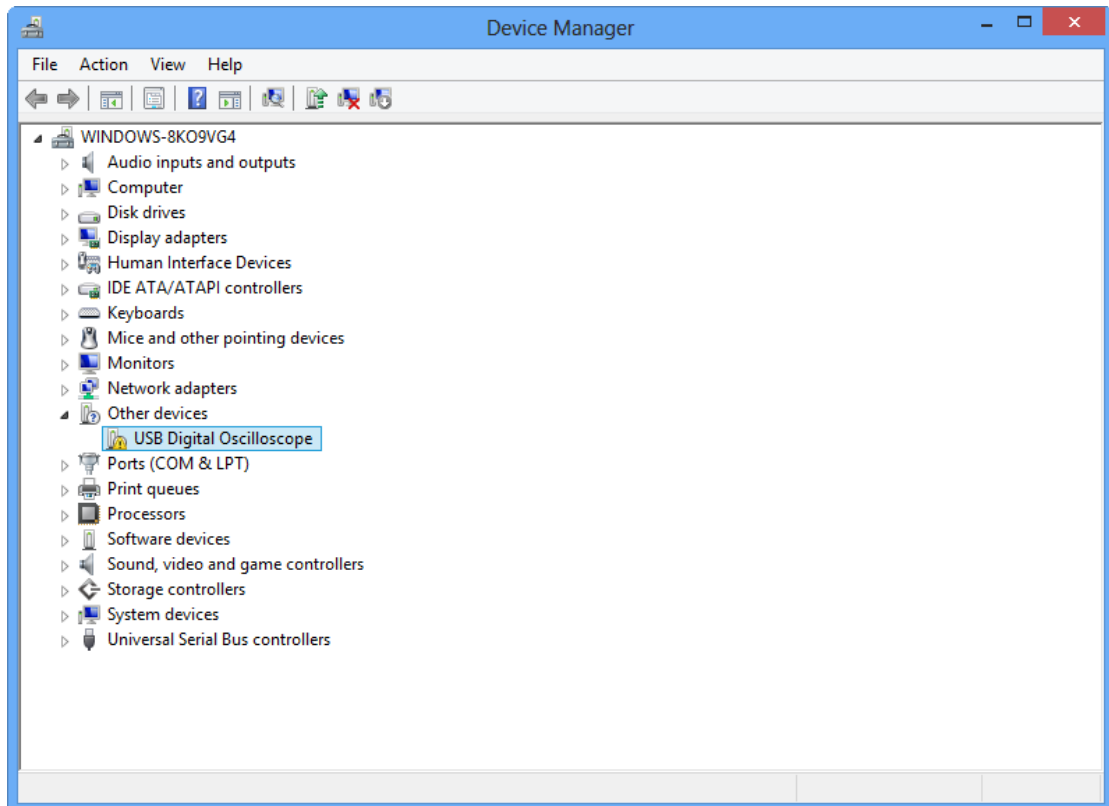 Device Manager
File Action View Help
WINDOWS-8KO9VG4
Audio inputs and outputs
Computer
Disk drives
Display adapters
Human Interface Devices
IDE ATA/ATAPI controllers
Keyboards
Mice and other pointing devices
Monitors
Network adapters
Other devices
USB Digital Oscilloscope
Ports (COM & LPT)
Print queues
Processors
Software devices
Sound, video and game controllers
Storage controllers
System devices
Universal Serial Bus controllers